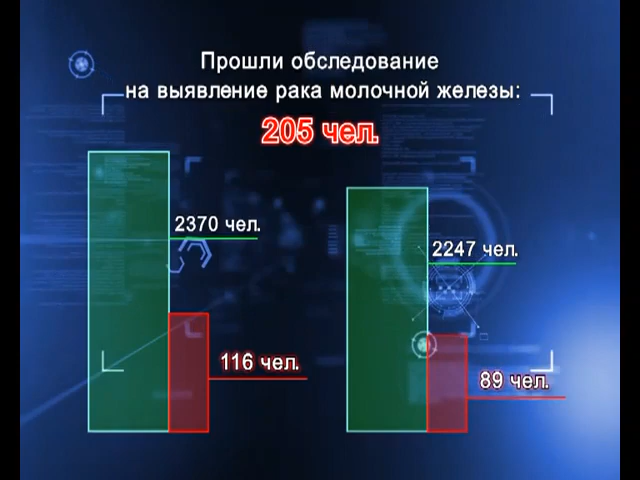 Прошли обследование
на выявление рака молочной железы:
205 чел.
2370 чел.
2247 чел.
116 чел.
89 чел.